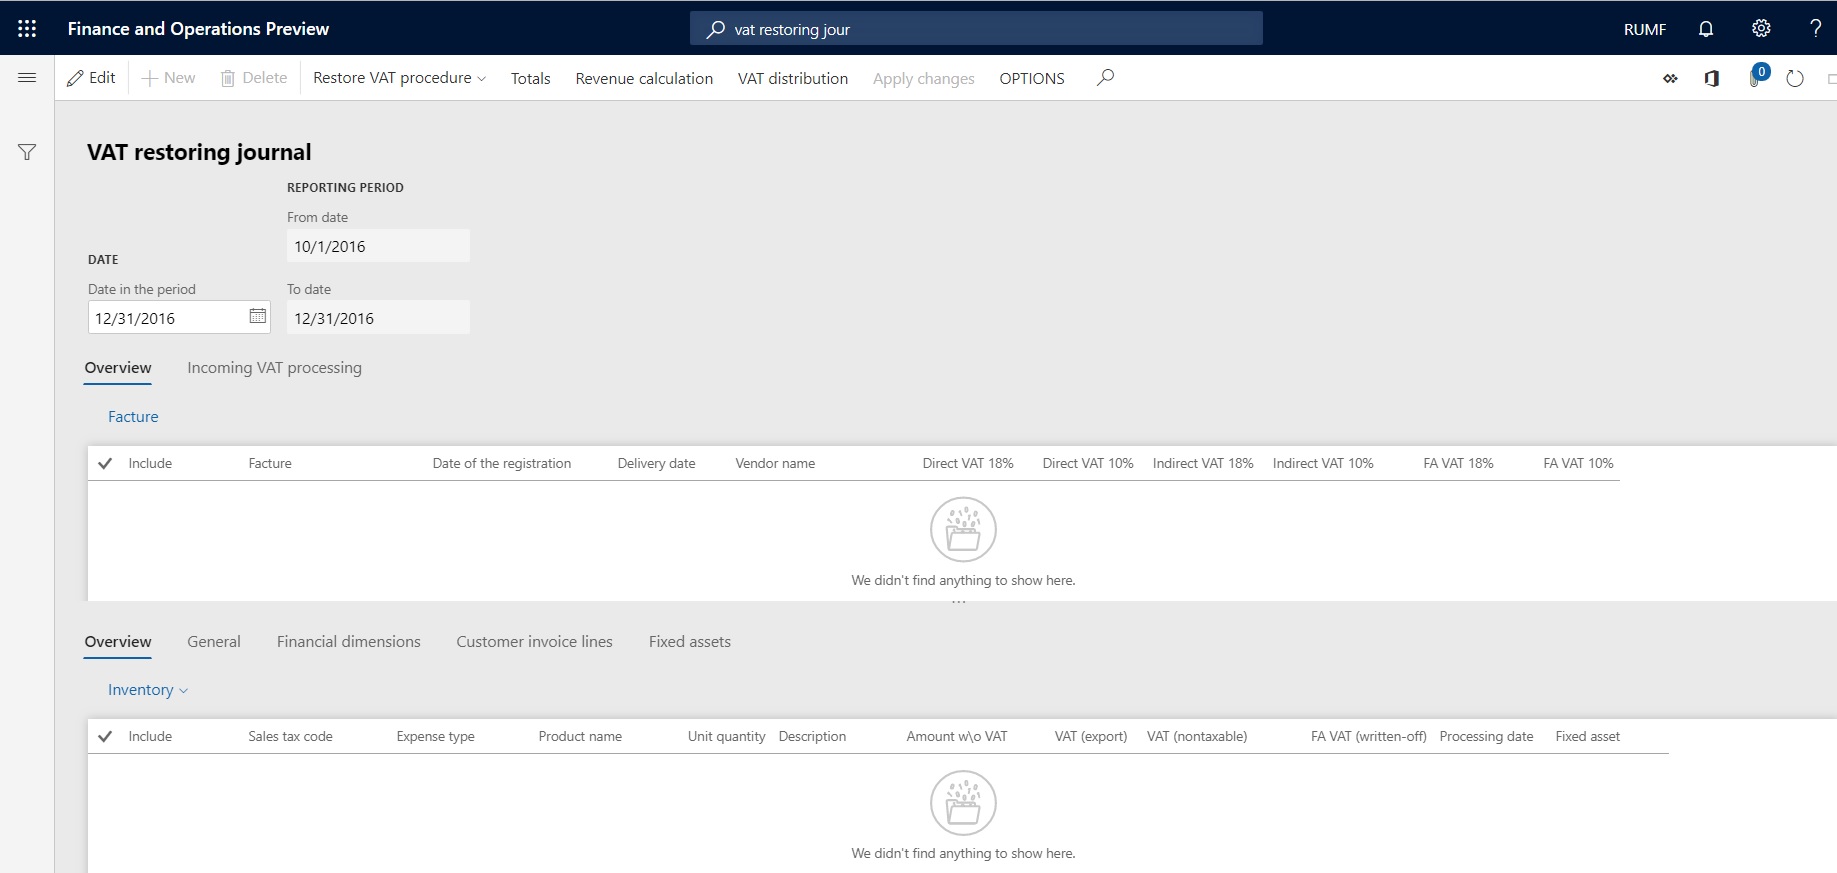 Finance and Operations Preview
vat restoring jour
RUMF
?
Edit
New
Delete
Restore VAT procedure
Totals
Revenue calculation
VAT distribution
Apply changes
OPTIONS
0
VAT restoring journal
REPORTING PERIOD
From date
10/1/2016
DATE
Date in the period
To date
12/31/2016
12/31/2016
Overview
Incoming VAT processing
Facture
Include
Facture
Date of the registration
Delivery date
Vendor name
Direct VAT 18%
Direct VAT 10%
Indirect VAT 18%
Indirect VAT 10%
FA VAT 18%
FA VAT 10%
We didn't find anything to show here.
...
Overview
General
Financial dimensions
Customer invoice lines
Fixed assets
Inventory
Include
Sales tax code
Expense type
Product name
Unit quantity
Description
Amount w\o VAT
VAT (export)
VAT (nontaxable)
FA VAT (written-off)
Processing date
Fixed asset
We didn't find anything to show here.